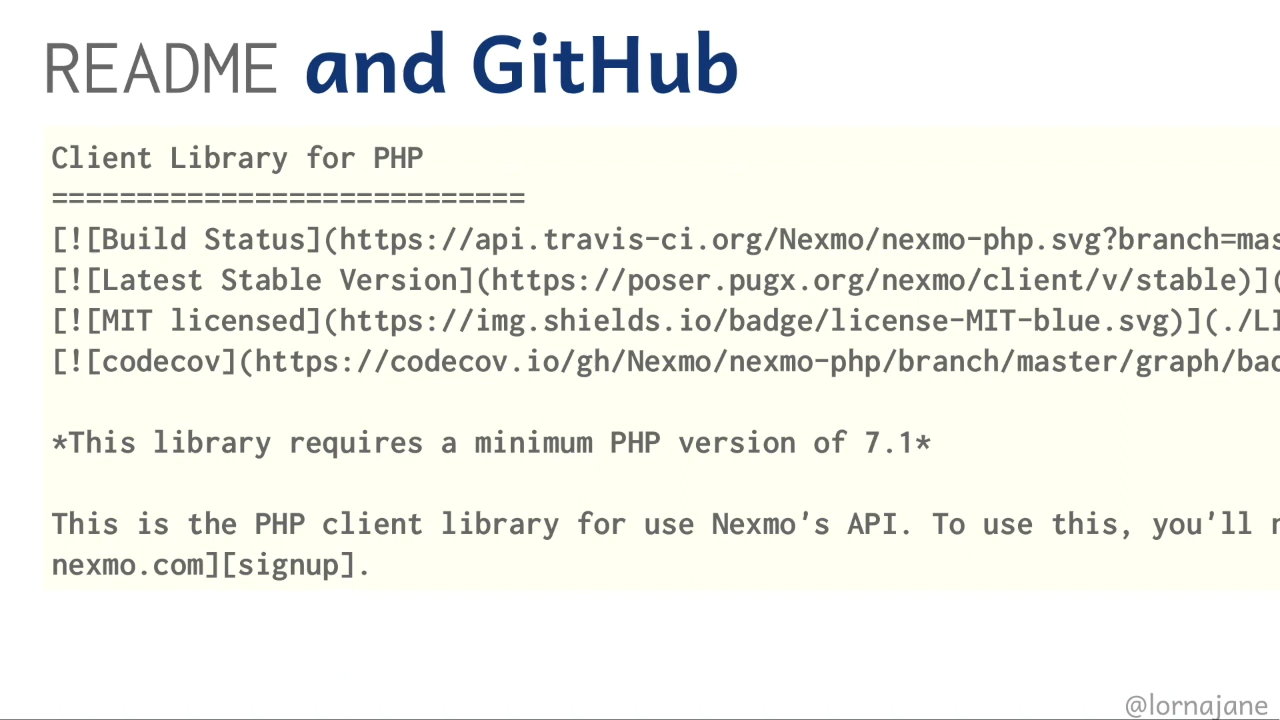 README and GitHub
Client Library for PHP
============================
[![Build Status](https://api.travis-ci.org/Nexmo/nexmo-php.svg?branch=mas
[![Latest Stable Version](https://poser.pugx.org/nexmo/client/v/stable)](
[![MIT licensed](https://img.shields.io/badge/license-MIT-blue.svg)](./LI
[![codecov](https://codecov.io/gh/Nexmo/nexmo-php/branch/master/graph/bad
*This library requires a minimum PHP version of 7.1*
This is the PHP client library for use Nexmo's API. To use this, you'll
nexmo.com][signup].
@lornajane